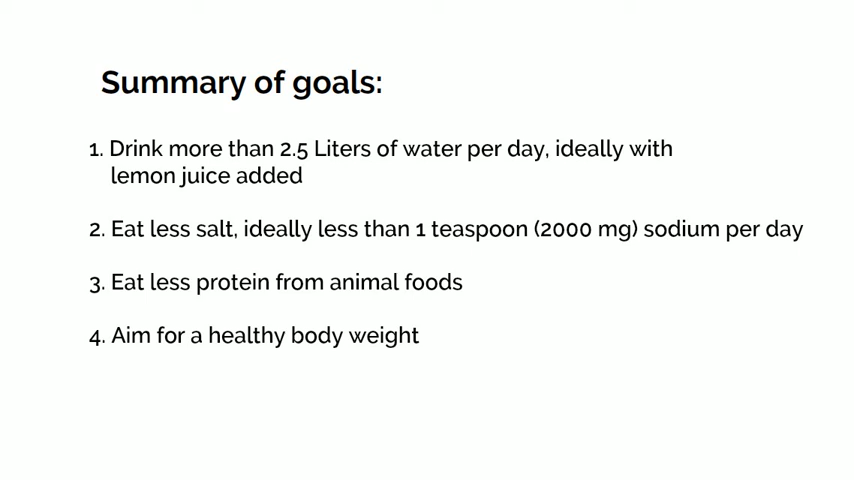 Summary of goals:
1. Drink more than 2.5 Liters of water per day, ideally with
lemon juice added
2. Eat less salt, ideally less than 1 teaspoon (2000 mg) sodium per day
3. Eat less protein from animal foods
4. Aim for a healthy body weight